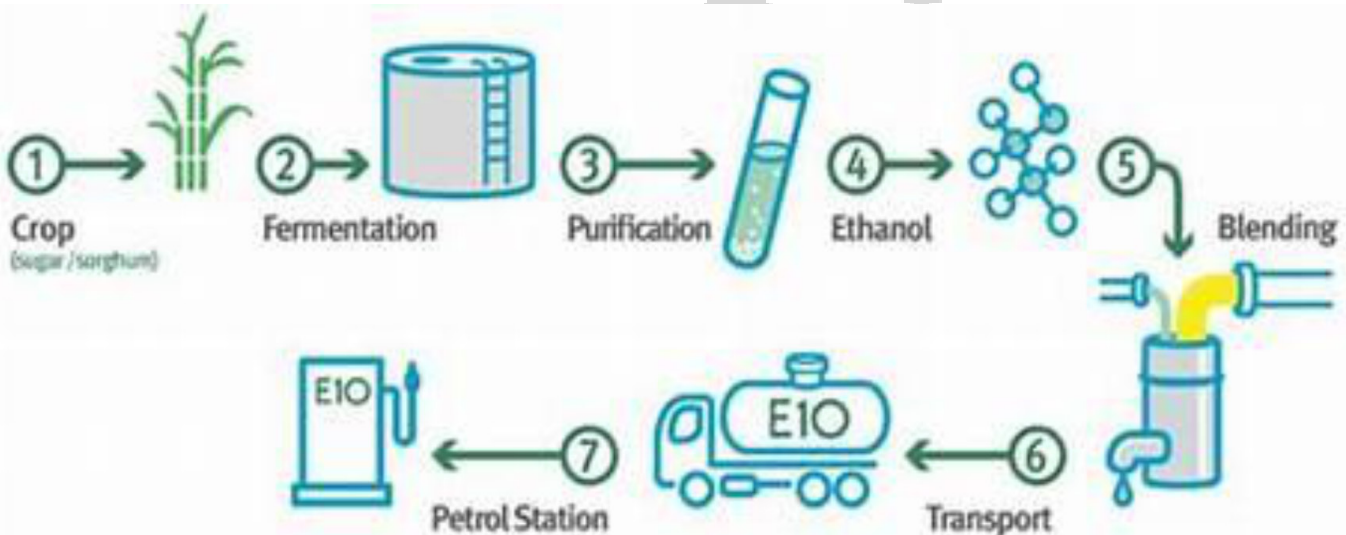 1
Crop
(sugar/sorghum)
2
Fermentation
3
Purification
4
Ethanol
5
Blending
6
Transport
E10
7
Petrol Station
E10